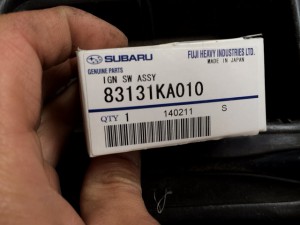 SUBARU
FUJI HEAVY INDUSTRIES LTD.
MADE IN JAPAN
GENUINE PARTS
IGN SW ASSY
83131KA010
QTY 1
140211
S